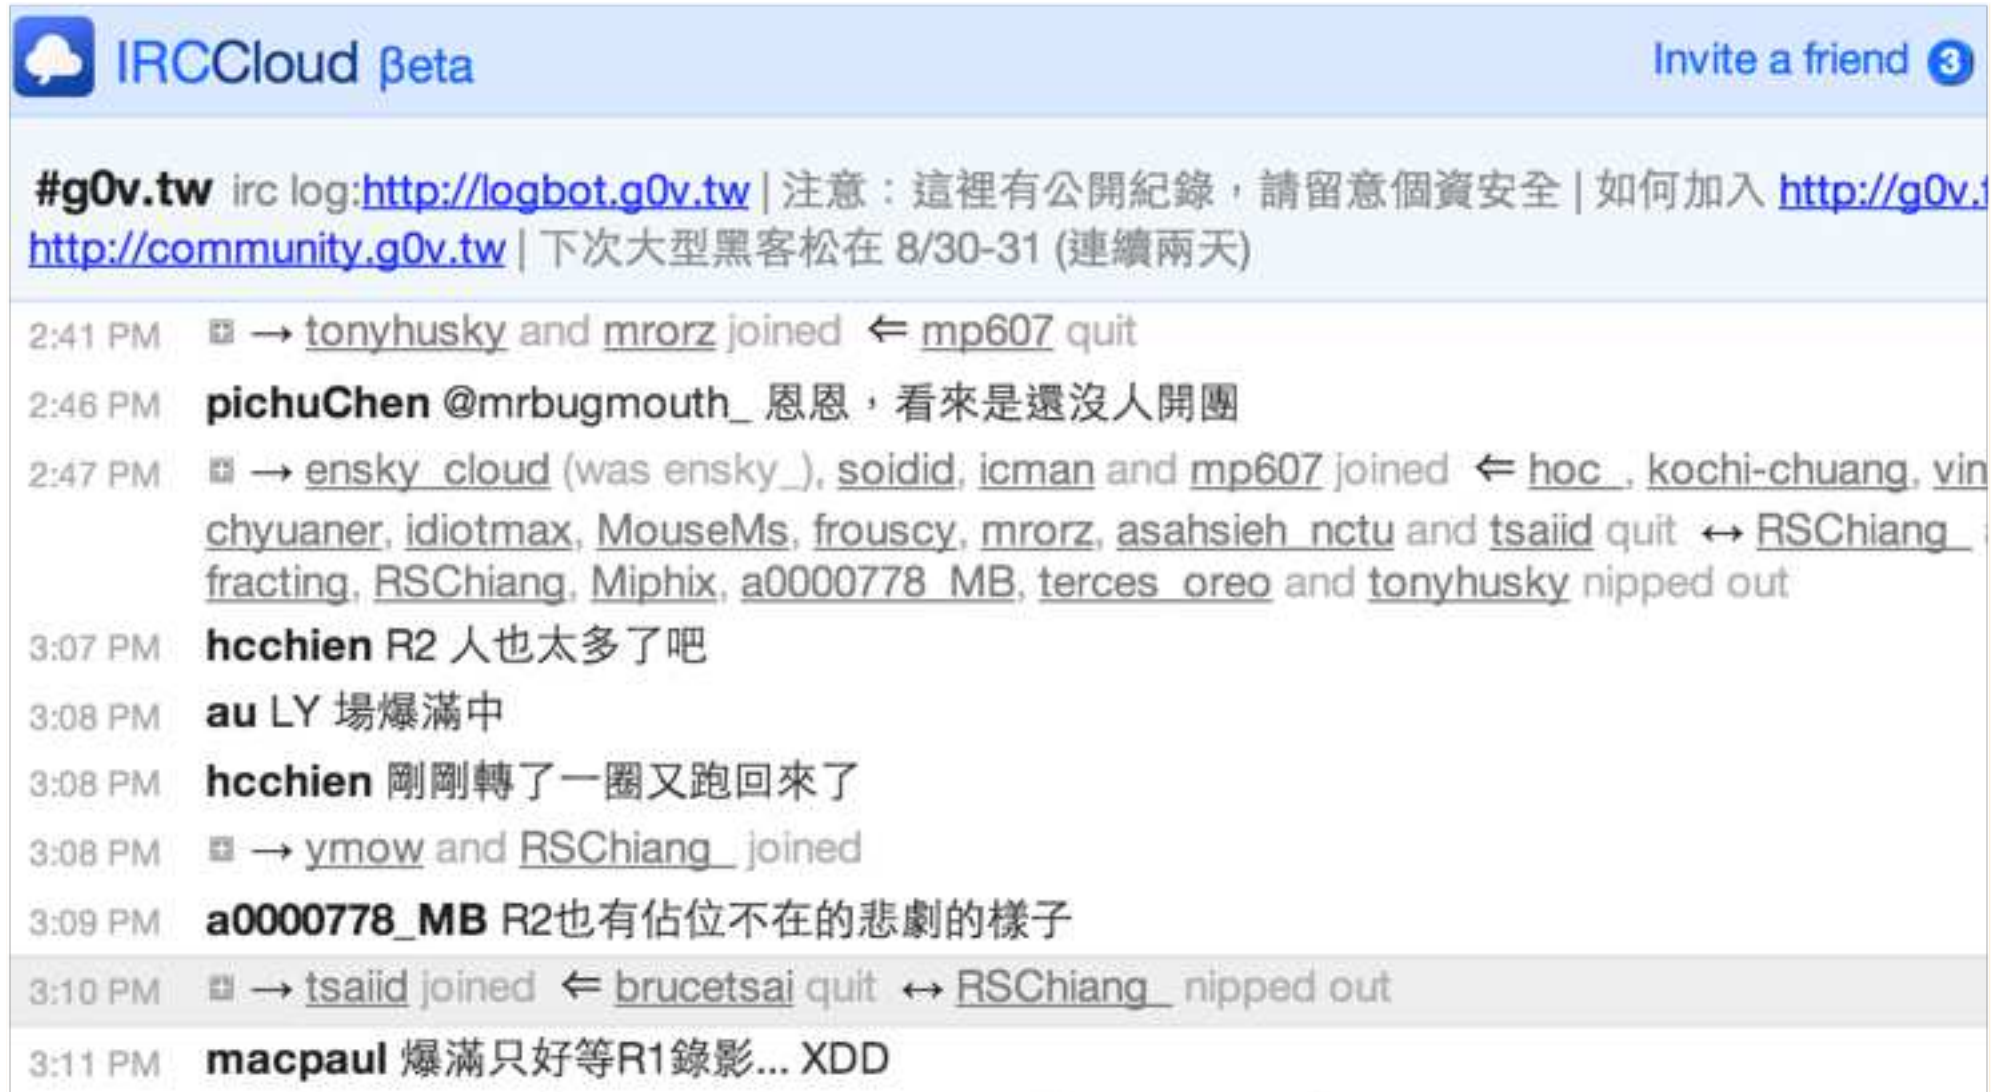 IRCCloud βeta
Invite a friend 3
#g0v.tw irc log:http://logbot.g0v.tw | 注意：這裡有公開紀錄，請留意個資安全 | 如何加入 http://g0v.
http://community.g0v.tw | 下次大型黑客松在 8/30-31 (連續兩天)
2:41 PM → tonyhusky and mrorz joined ⇐ mp607 quit
2:46 PM pichuChen @mrbugmouth_ 恩恩，看來是還沒人開團
2:47 PM → ensky_cloud (was ensky_), soidid, icman and mp607 joined ⇐ hoc_, kochi-chuang, vin
chyuaner, idiotmax, MouseMs, frouscy, mrorz, asahsieh_nctu and tsaiid quit ↔ RSChiang_
fracting, RSChiang, Miphix, a0000778_MB, terces_oreo and tonyhusky nipped out
3:07 PM hcchien R2 人也太多了吧
3:08 PM au LY 場爆滿中
3:08 PM hcchien 剛剛轉了一圈又跑回來了
3:08 PM → ymow and RSChiang_ joined
3:09 PM a0000778_MB R2也有佔位不在的悲劇的樣子
3:10 PM → tsaiid joined ⇐ brucetsai quit ↔ RSChiang_ nipped out
3:11 PM macpaul 爆滿只好等R1錄影... XDD